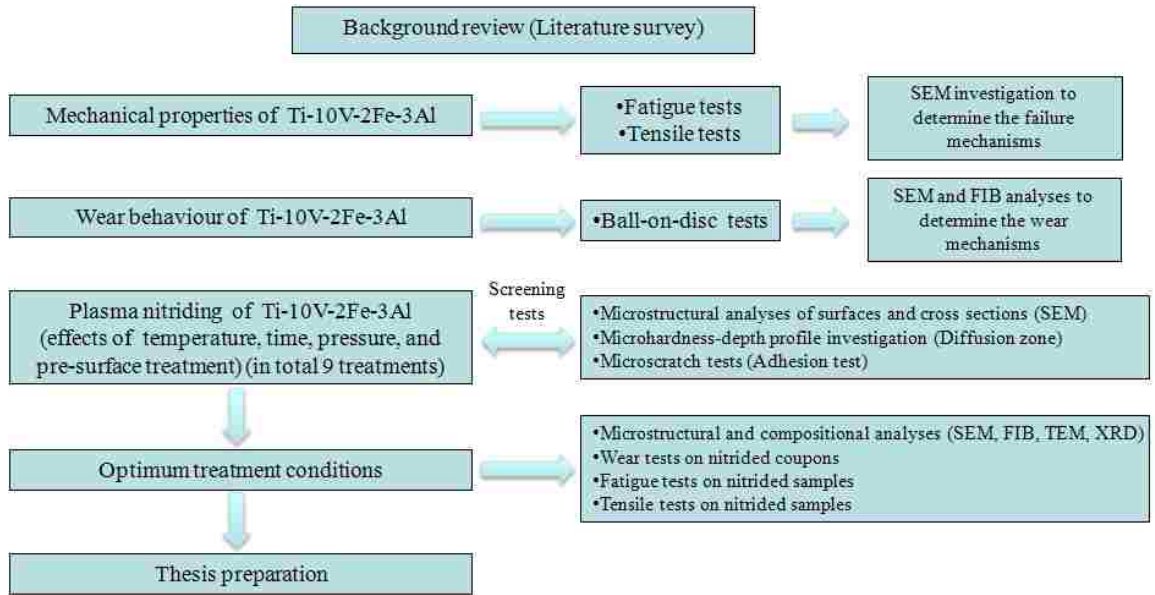 Background review (Literature survey)
Mechanical properties of Ti-10V-2Fe-3Al
•Fatigue tests
•Tensile tests
SEM investigation to
determine the failure
mechanisms
Wear behaviour of Ti-10V-2Fe-3Al
•Ball-on-disc tests
SEM and FIB analyses to
determine the wear
mechanisms
Plasma nitriding of Ti-10V-2Fe-3Al
(effects of temperature, time, pressure, and
pre-surface treatment) (in total 9 treatments)
Screening
tests
•Microstructural analyses of surfaces and cross sections (SEM)
•Microhardness-depth profile investigation (Diffusion zone)
•Microscratch tests (Adhesion test)
Optimum treatment conditions
•Microstructural and compositional analyses (SEM, FIB, TEM, XRD)
•Wear tests on nitrided coupons
•Fatigue tests on nitrided samples
•Tensile tests on nitrided samples
Thesis preparation